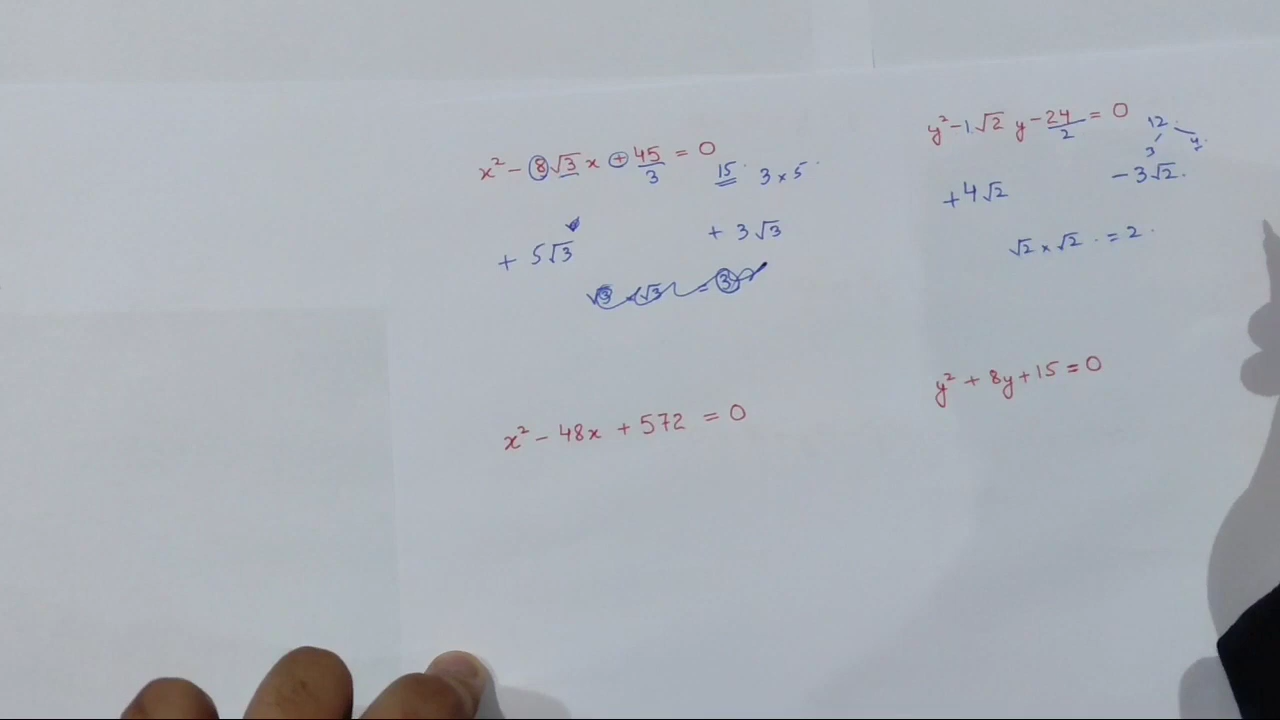 x² - 8√3 x + 45/3 = 0
15 3 × 5
+ 5√3 + 3√3
√3 √3 = 3
x² - 48x + 572 = 0
y² - 1√2 y - 24/2 = 0
12
3 4
+4√2 - 3√2.
√2 × √2 . = 2 .
y² + 8y + 15 = 0